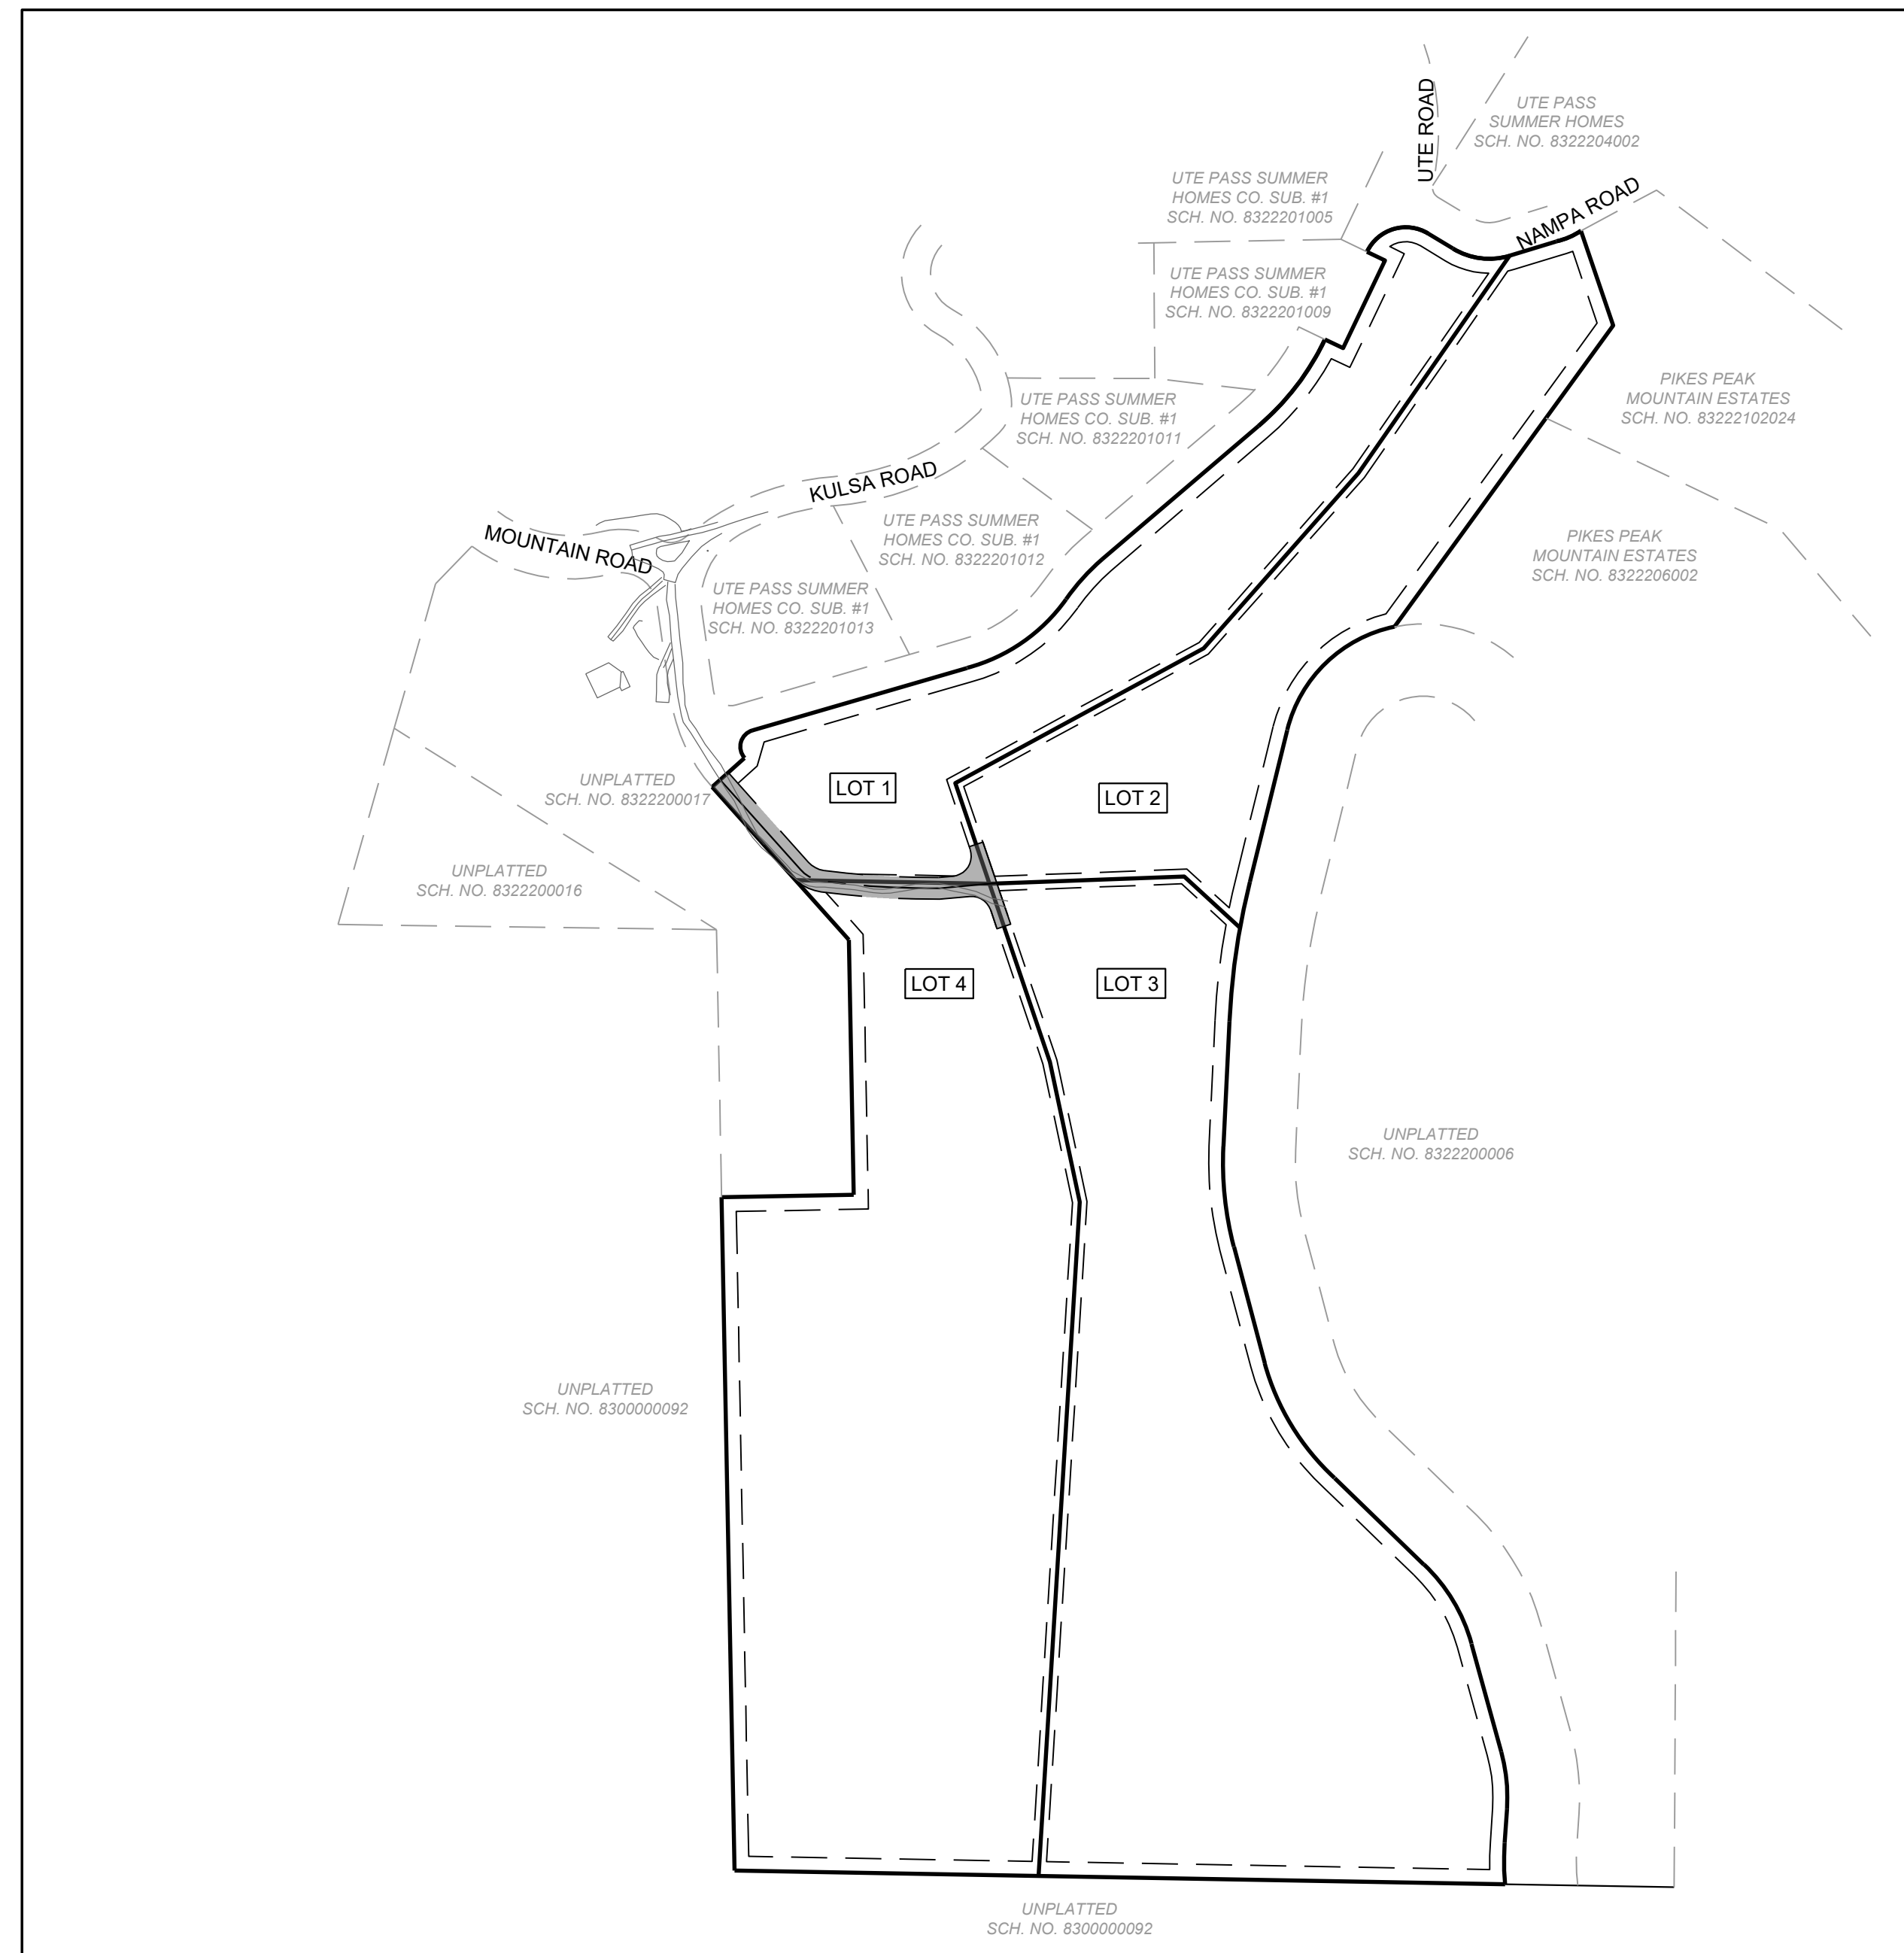 UTE ROAD
UTE PASS
SUMMER HOMES
SCH. NO. 8322204002
UTE PASS SUMMER
HOMES CO. SUB. #1
SCH. NO. 8322201005
NAMPA ROAD
UTE PASS SUMMER
HOMES CO. SUB. #1
SCH. NO. 8322201009
PIKES PEAK
MOUNTAIN ESTATES
SCH. NO. 83222102024
UTE PASS SUMMER
HOMES CO. SUB. #1
SCH. NO. 8322201011
KULSA ROAD
MOUNTAIN ROAD
UTE PASS SUMMER
HOMES CO. SUB. #1
SCH. NO. 8322201012
PIKES PEAK
MOUNTAIN ESTATES
SCH. NO. 8322206002
UTE PASS SUMMER
HOMES CO. SUB. #1
SCH. NO. 8322201013
UNPLATTED
SCH. NO. 8322200017
LOT 1
LOT 2
UNPLATTED
SCH. NO. 8322200016
LOT 4
LOT 3
UNPLATTED
SCH. NO. 8322200006
UNPLATTED
SCH. NO. 8300000092
UNPLATTED
SCH. NO. 8300000092